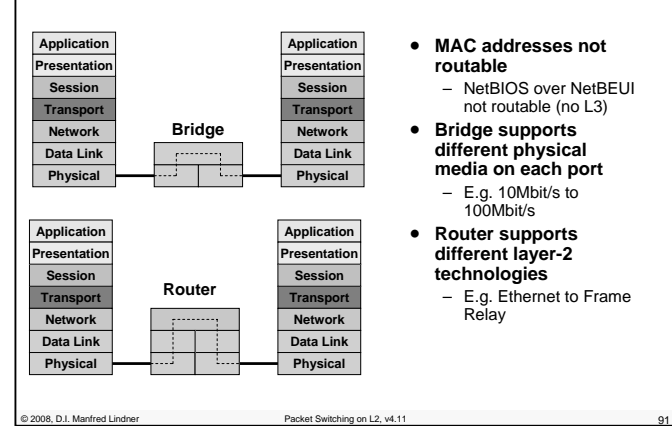 Application
Presentation
Session
Transport
Network
Data Link
Physical
Bridge
Application
Presentation
Session
Transport
Network
Data Link
Physical
Application
Presentation
Session
Transport
Network
Data Link
Physical
Router
Application
Presentation
Session
Transport
Network
Data Link
Physical
• MAC addresses not
routable
– NetBIOS over NetBEUI
not routable (no L3)
• Bridge supports
different physical
media on each port
– E.g. 10Mbit/s to
100Mbit/s
• Router supports
different layer-2
technologies
– E.g. Ethernet to Frame
Relay
© 2008, D.I. Manfred Lindner
Packet Switching on L2, v4.11
91